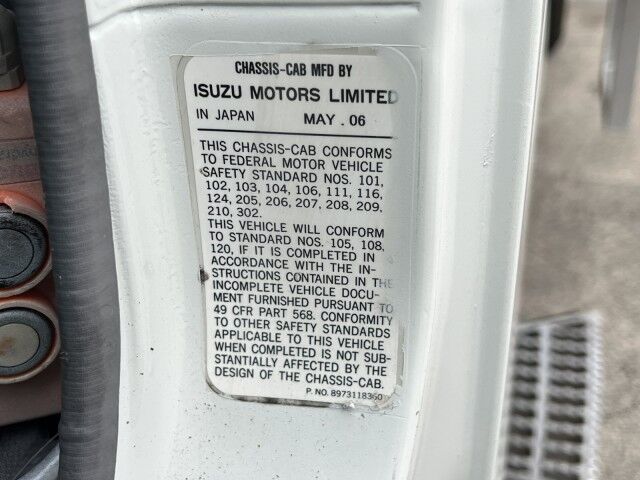 CHASSIS-CAB MFD BY
ISUZU MOTORS LIMITED
IN JAPAN MAY . 06
THIS CHASSIS-CAB CONFORMS
TO FEDERAL MOTOR VEHICLE
SAFETY STANDARD NOS. 101,
102, 103, 104, 106, 111, 116,
124, 205, 206, 207, 208, 209,
210, 302.
THIS VEHICLE WILL CONFORM
TO STANDARD NOS. 105, 108,
120, IF IT IS COMPLETED IN
ACCORDANCE WITH THE IN-
STRUCTIONS CONTAINED IN THE
INCOMPLETE VEHICLE DOCU-
MENT FURNISHED PURSUANT TO
49 CFR PART 568. CONFORMITY
TO OTHER SAFETY STANDARDS
APPLICABLE TO THIS VEHICLE
WHEN COMPLETED IS NOT SUB-
STANTIALLY AFFECTED BY THE
DESIGN OF THE CHASSIS-CAB.
P. NO. 8973118360